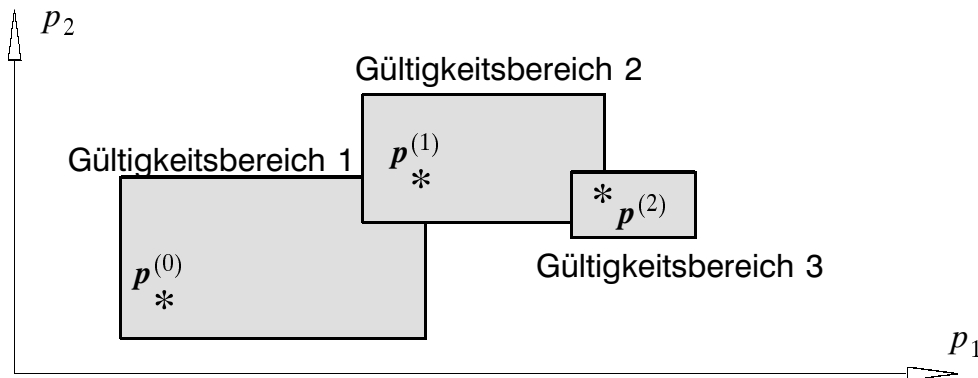 p₂
Gültigkeitsbereich 2
p⁽¹⁾
*
Gültigkeitsbereich 1
* p⁽²⁾
p⁽⁰⁾
*
Gültigkeitsbereich 3
p₁